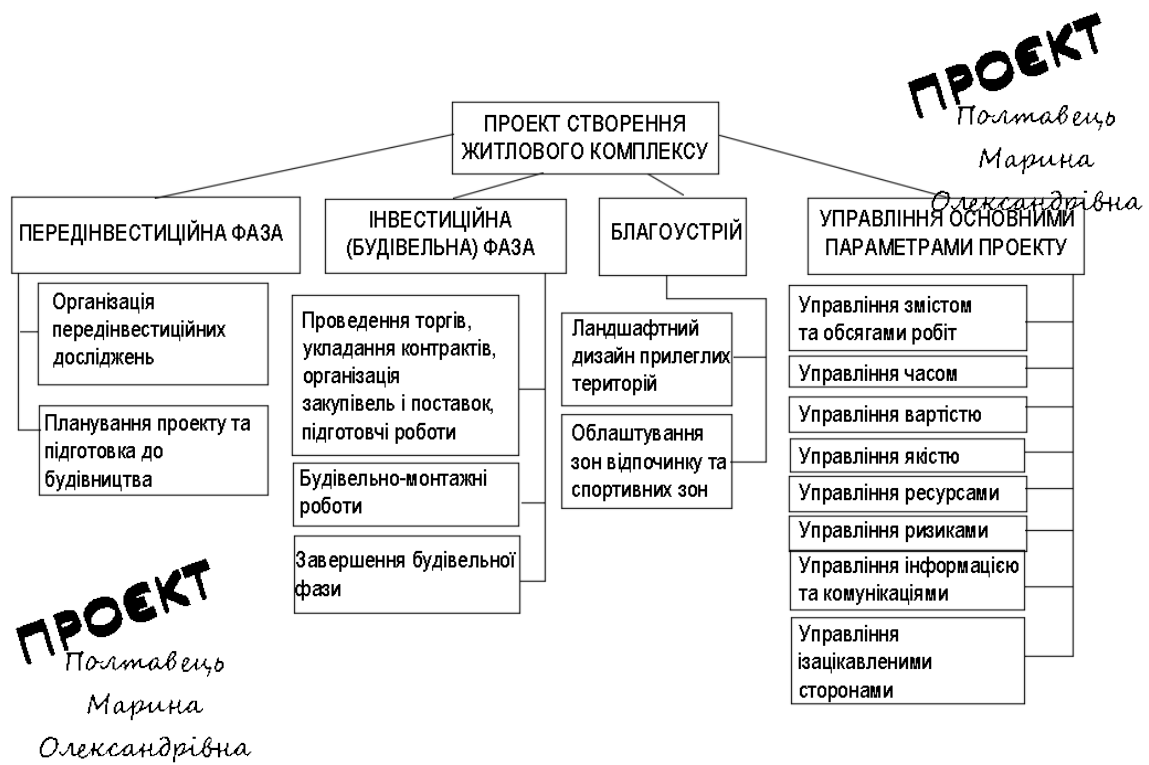 ПРОЄКТ
Полтавець
Марина
Олександрівна
ПРОЕКТ СТВОРЕННЯ
ЖИТЛОВОГО КОМПЛЕКСУ
ПЕРЕДІНВЕСТИЦІЙНА ФАЗА
Організація
передінвестиційних
досліджень
Планування проекту та
підготовка до
будівництва
ІНВЕСТИЦІЙНА
(БУДІВЕЛЬНА) ФАЗА
Проведення торгів,
укладання контрактів,
організація
закупівель і поставок,
підготовчі роботи
Будівельно-монтажні
роботи
Завершення будівельної
фази
БЛАГОУСТРІЙ
Ландшафтний
дизайн прилеглих
територій
Облаштування
зон відпочинку та
спортивних зон
УПРАВЛІННЯ ОСНОВНИМИ
ПАРАМЕТРАМИ ПРОЕКТУ
Управління змістом
та обсягами робіт
Управління часом
Управління вартістю
Управління якістю
Управління ресурсами
Управління ризиками
Управління інформацією
та комунікаціями
Управління
ізацікавленими
сторонами
ПРОЄКТ
Полтавець
Марина
Олександрівна